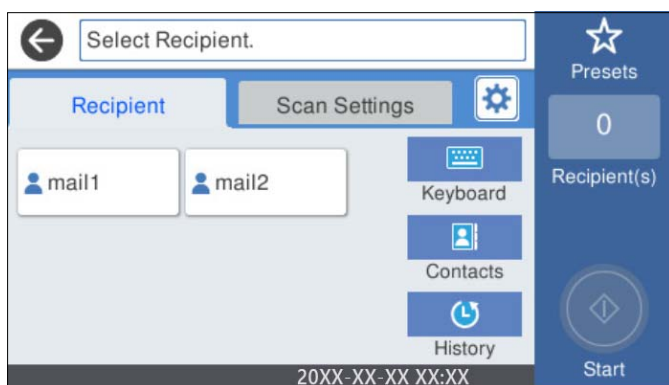 Select Recipient.
Presets
Recipient
Scan Settings
0
Recipient(s)
mail1
mail2
Keyboard
Contacts
History
Start
20XX-XX-XX XX:XX